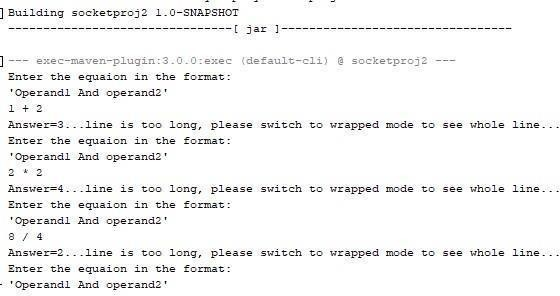 Building socketproj2 1.0-SNAPSHOT
--------------------------------[ jar ]---------------------------------
--- exec-maven-plugin:3.0.0:exec (default-cli) @ socketproj2 ---
Enter the equaion in the format:
'Operand1 And operand2'
1 + 2
Answer=3...line is too long, please switch to wrapped mode to see whole line...
Enter the equaion in the format:
'Operand1 And operand2'
2 * 2
Answer=4...line is too long, please switch to wrapped mode to see whole line...
Enter the equaion in the format:
'Operand1 And operand2'
8 / 4
Answer=2...line is too long, please switch to wrapped mode to see whole line...
Enter the equaion in the format:
'Operand1 And operand2'